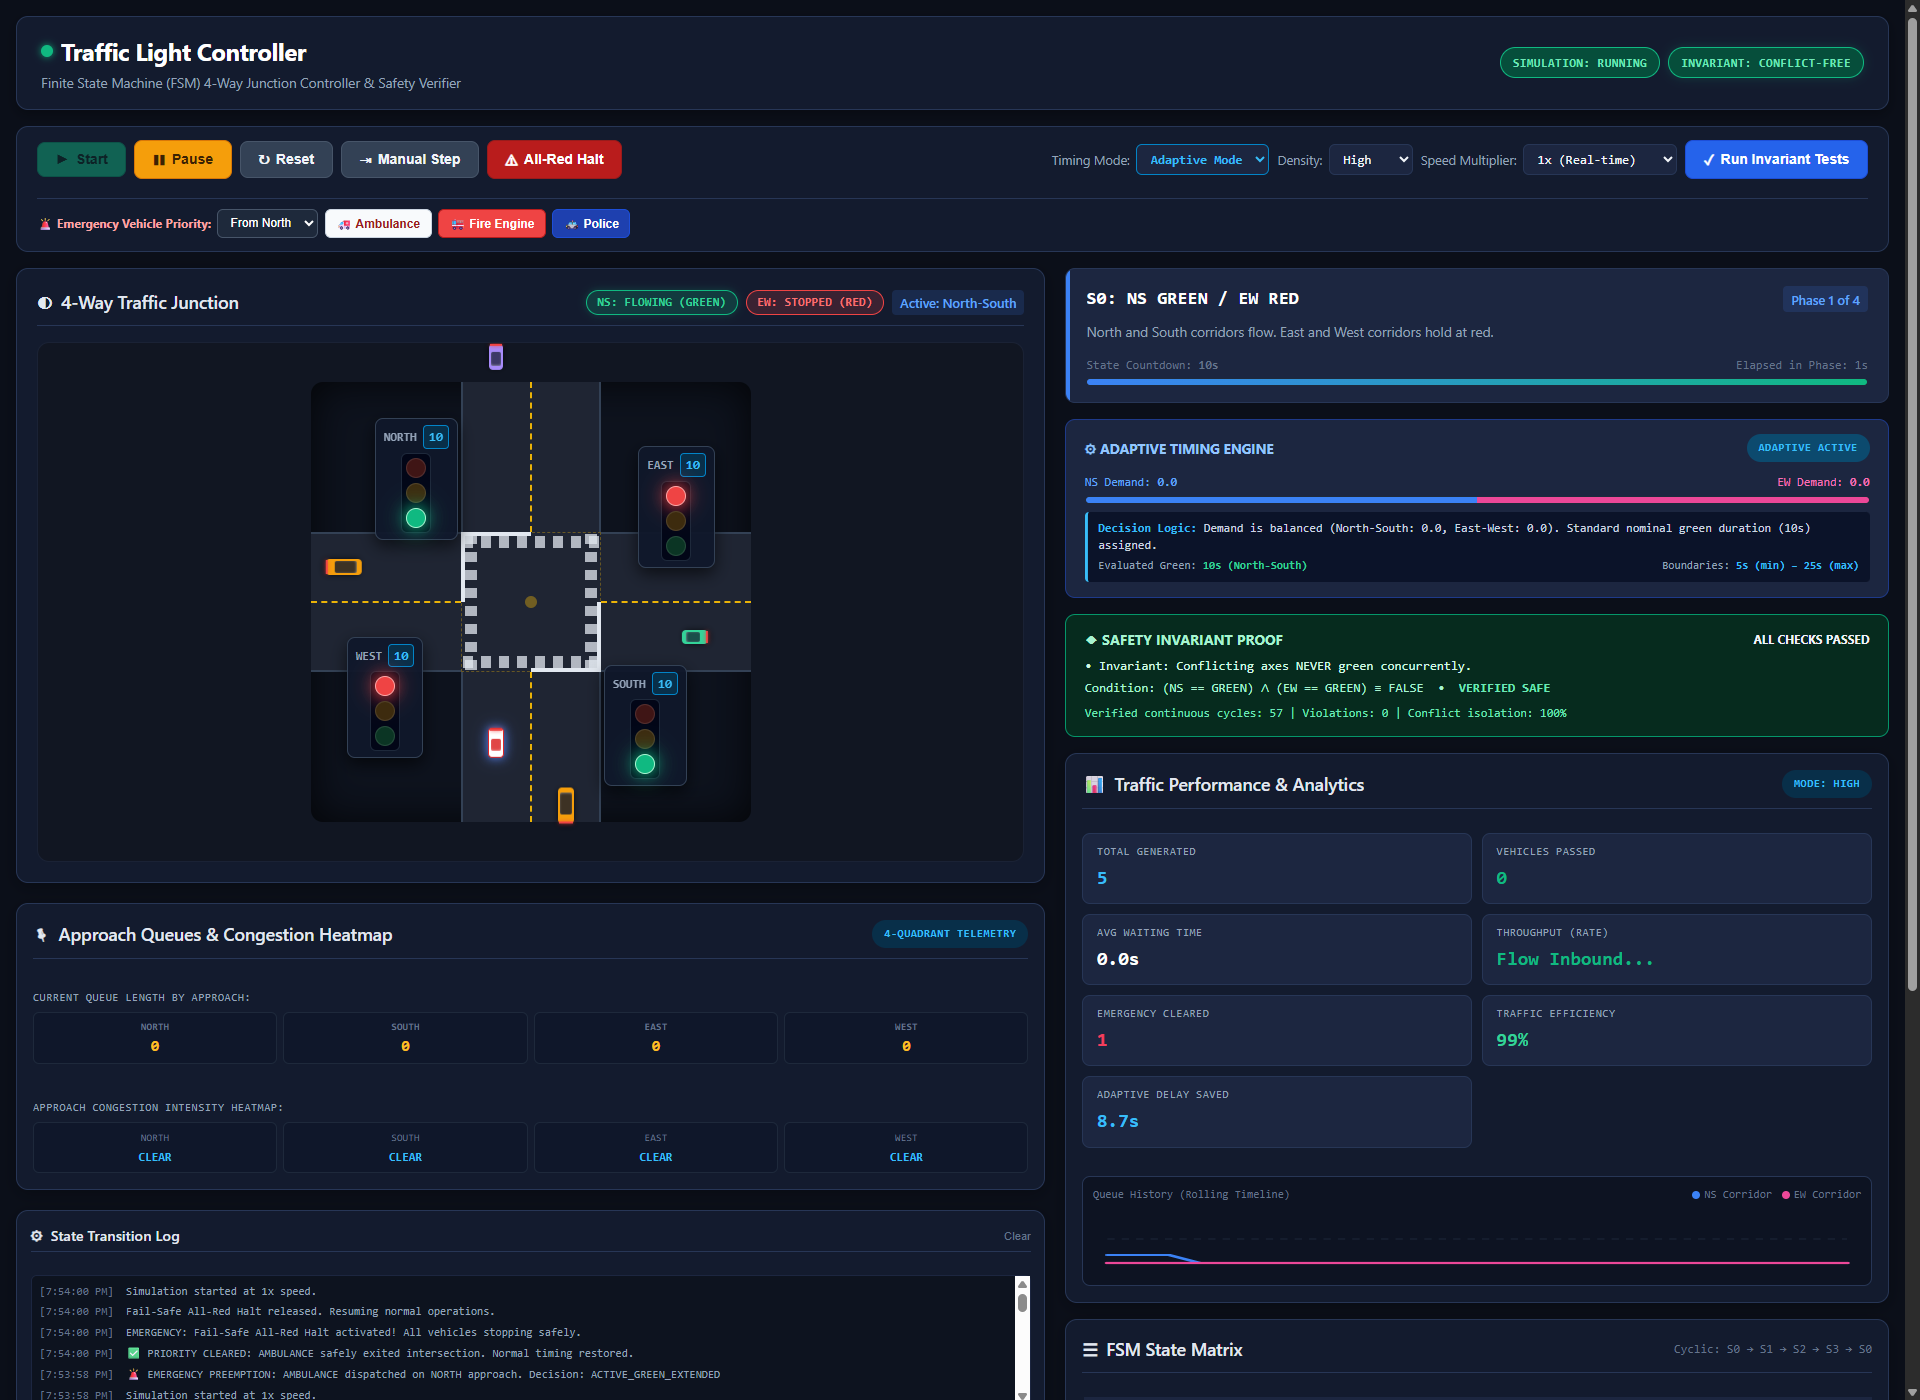 Traffic Light Controller
Finite State Machine (FSM) 4-Way Junction Controller & Safety Verifier
SIMULATION: RUNNING
INVARIANT: CONFLICT-FREE
Start
Pause
Reset
Manual Step
All-Red Halt
Timing Mode: Adaptive Mode
Density: High
Speed Multiplier: 1x (Real-time)
✓ Run Invariant Tests
Emergency Vehicle Priority: From North
Ambulance
Fire Engine
Police
4-Way Traffic Junction
NS: FLOWING (GREEN)
EW: STOPPED (RED)
Active: North-South
NORTH 10
EAST 10
WEST 10
SOUTH 10
S0: NS GREEN / EW RED
Phase 1 of 4
North and South corridors flow. East and West corridors hold at red.
State Countdown: 10s
Elapsed in Phase: 1s
ADAPTIVE TIMING ENGINE
ADAPTIVE ACTIVE
NS Demand: 0.0
EW Demand: 0.0
Decision Logic: Demand is balanced (North-South: 0.0, East-West: 0.0). Standard nominal green duration (10s)
assigned.
Evaluated Green: 10s (North-South)
Boundaries: 5s (min) – 25s (max)
SAFETY INVARIANT PROOF
ALL CHECKS PASSED
• Invariant: Conflicting axes NEVER green concurrently.
Condition: (NS == GREEN) ∧ (EW == GREEN) ≡ FALSE • VERIFIED SAFE
Verified continuous cycles: 57 | Violations: 0 | Conflict isolation: 100%
Traffic Performance & Analytics
MODE: HIGH
TOTAL GENERATED
5
VEHICLES PASSED
0
AVG WAITING TIME
0.0s
THROUGHPUT (RATE)
Flow Inbound...
EMERGENCY CLEARED
1
TRAFFIC EFFICIENCY
99%
ADAPTIVE DELAY SAVED
8.7s
Queue History (Rolling Timeline)
NS Corridor
EW Corridor
Approach Queues & Congestion Heatmap
4-QUADRANT TELEMETRY
CURRENT QUEUE LENGTH BY APPROACH:
NORTH
0
SOUTH
0
EAST
0
WEST
0
APPROACH CONGESTION INTENSITY HEATMAP:
NORTH
CLEAR
SOUTH
CLEAR
EAST
CLEAR
WEST
CLEAR
State Transition Log
Clear
[7:54:00 PM] Simulation started at 1x speed.
[7:54:00 PM] Fail-Safe All-Red Halt released. Resuming normal operations.
[7:54:00 PM] EMERGENCY: Fail-Safe All-Red Halt activated! All vehicles stopping safely.
[7:54:00 PM] ✅ PRIORITY CLEARED: AMBULANCE safely exited intersection. Normal timing restored.
[7:53:58 PM] 🚨 EMERGENCY PREEMPTION: AMBULANCE dispatched on NORTH approach. Decision: ACTIVE_GREEN_EXTENDED
[7:53:58 PM] Simulation started at 1x speed.
FSM State Matrix
Cyclic: S0 → S1 → S2 → S3 → S0